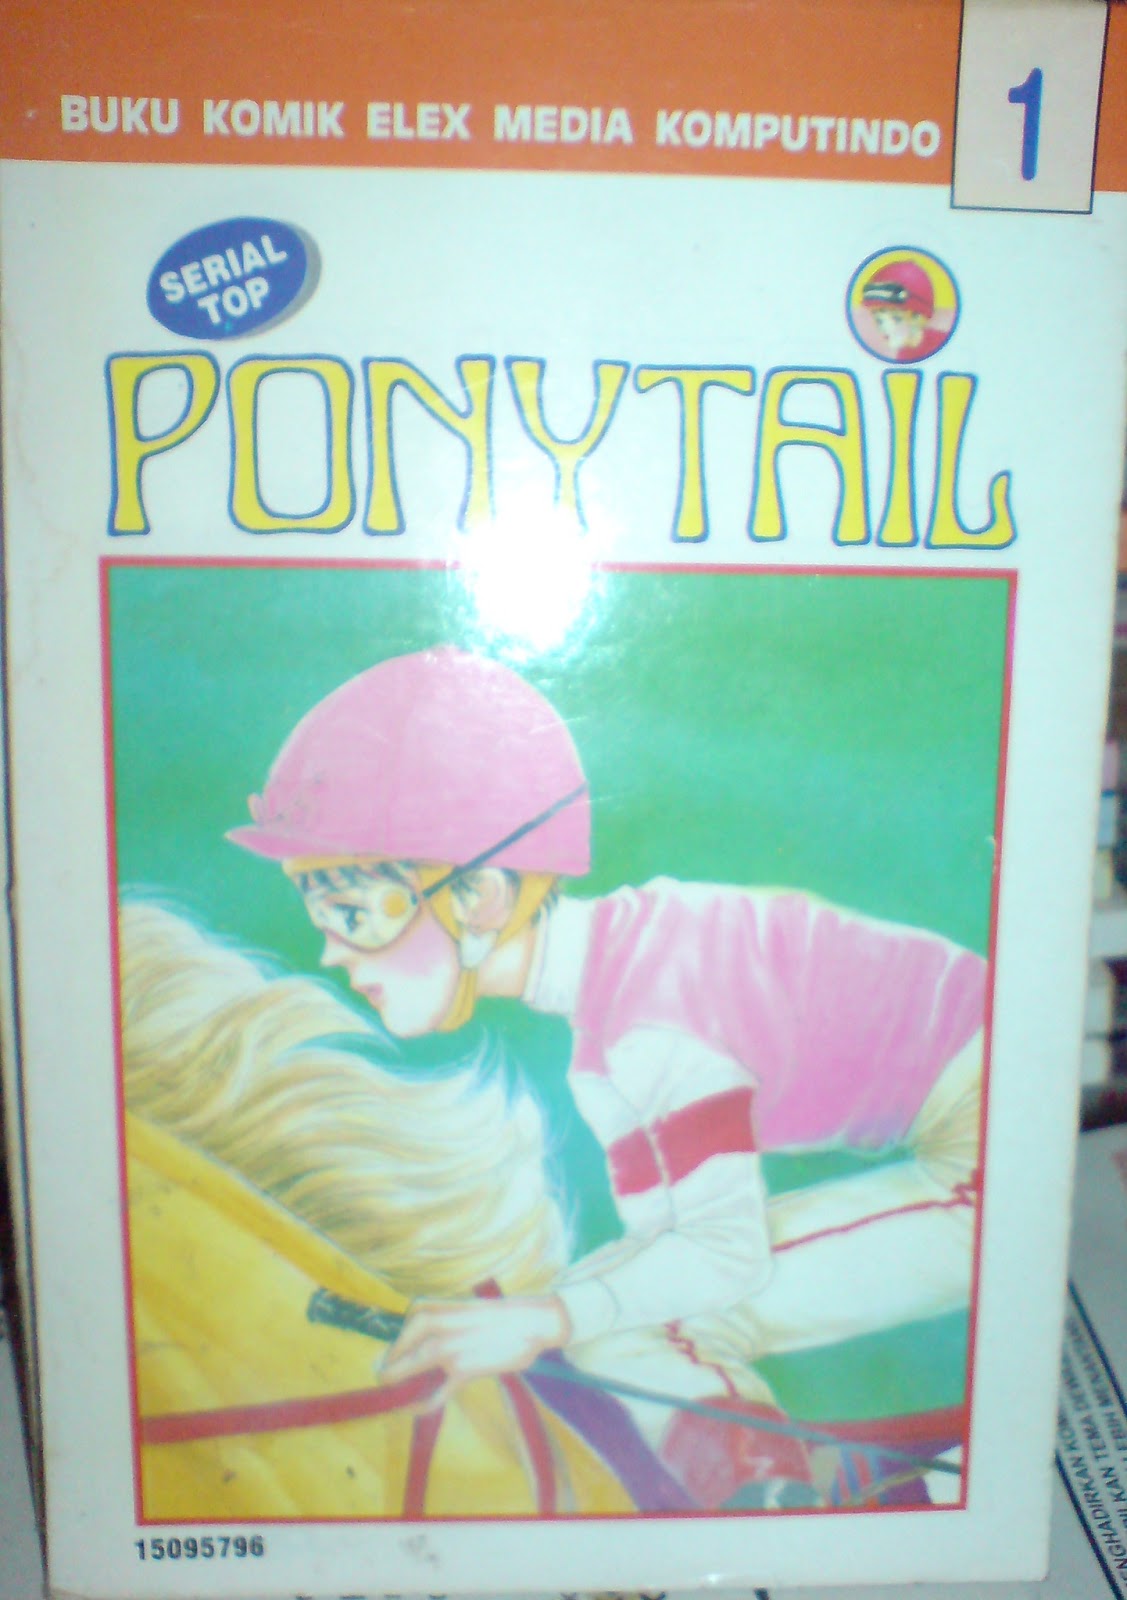 BUKU KOMIK ELEX MEDIA KOMPUTINDO
1
SERIAL
TOP
PONYTAIL
15095796